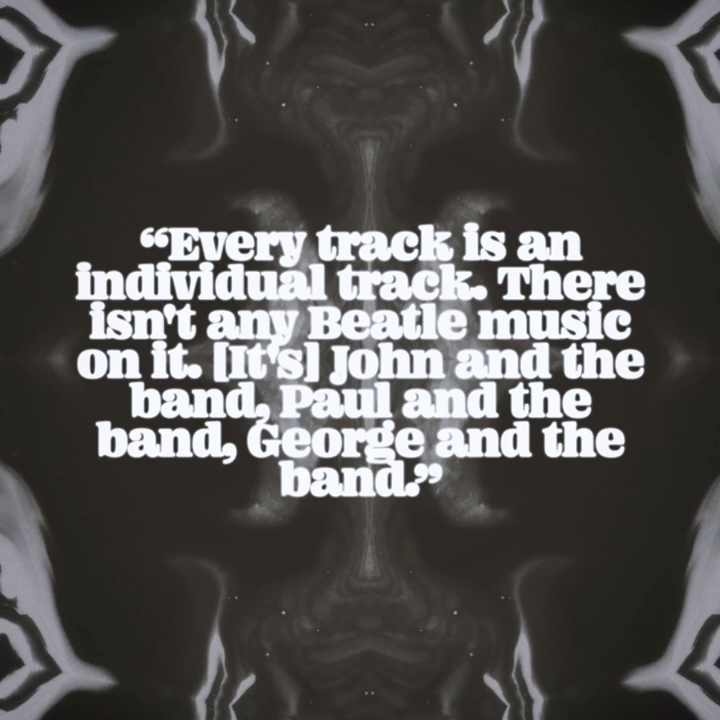 “Every track is an
individual track. There
isn't any Beatle music
on it. [It's] John and the
band, Paul and the
band, George and the
band.”